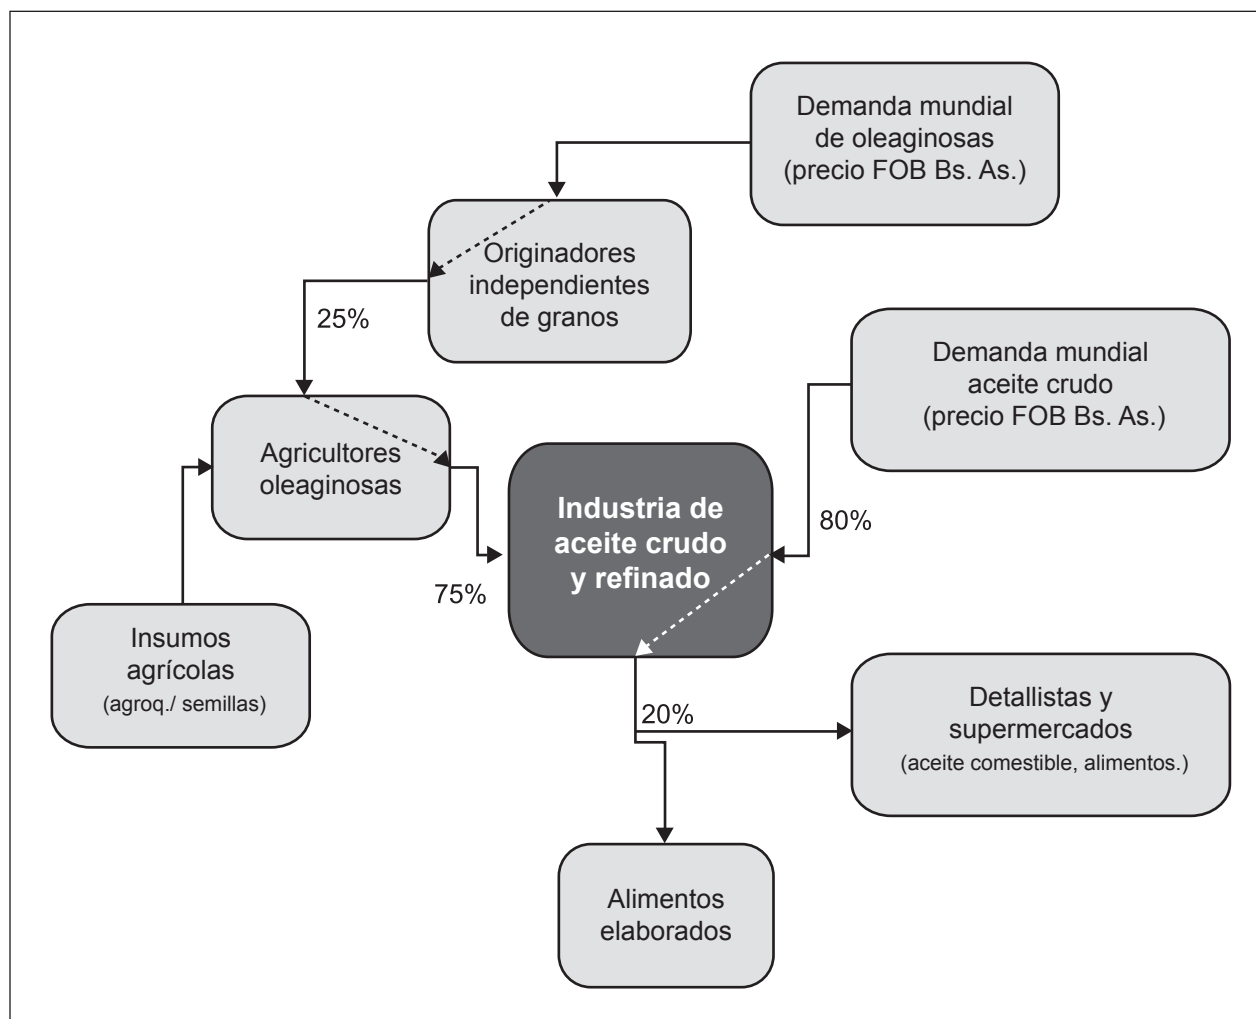 Demanda mundial
de oleaginosas
(precio FOB Bs. As.)
Originadores
independientes
de granos
25%
Demanda mundial
aceite crudo
(precio FOB Bs. As.)
Agricultores
oleaginosas
Industria de
aceite crudo
y refinado
80%
75%
Insumos
agrícolas
(agroq./ semillas)
20%
Detallistas y
supermercados
(aceite comestible, alimentos.)
Alimentos
elaborados